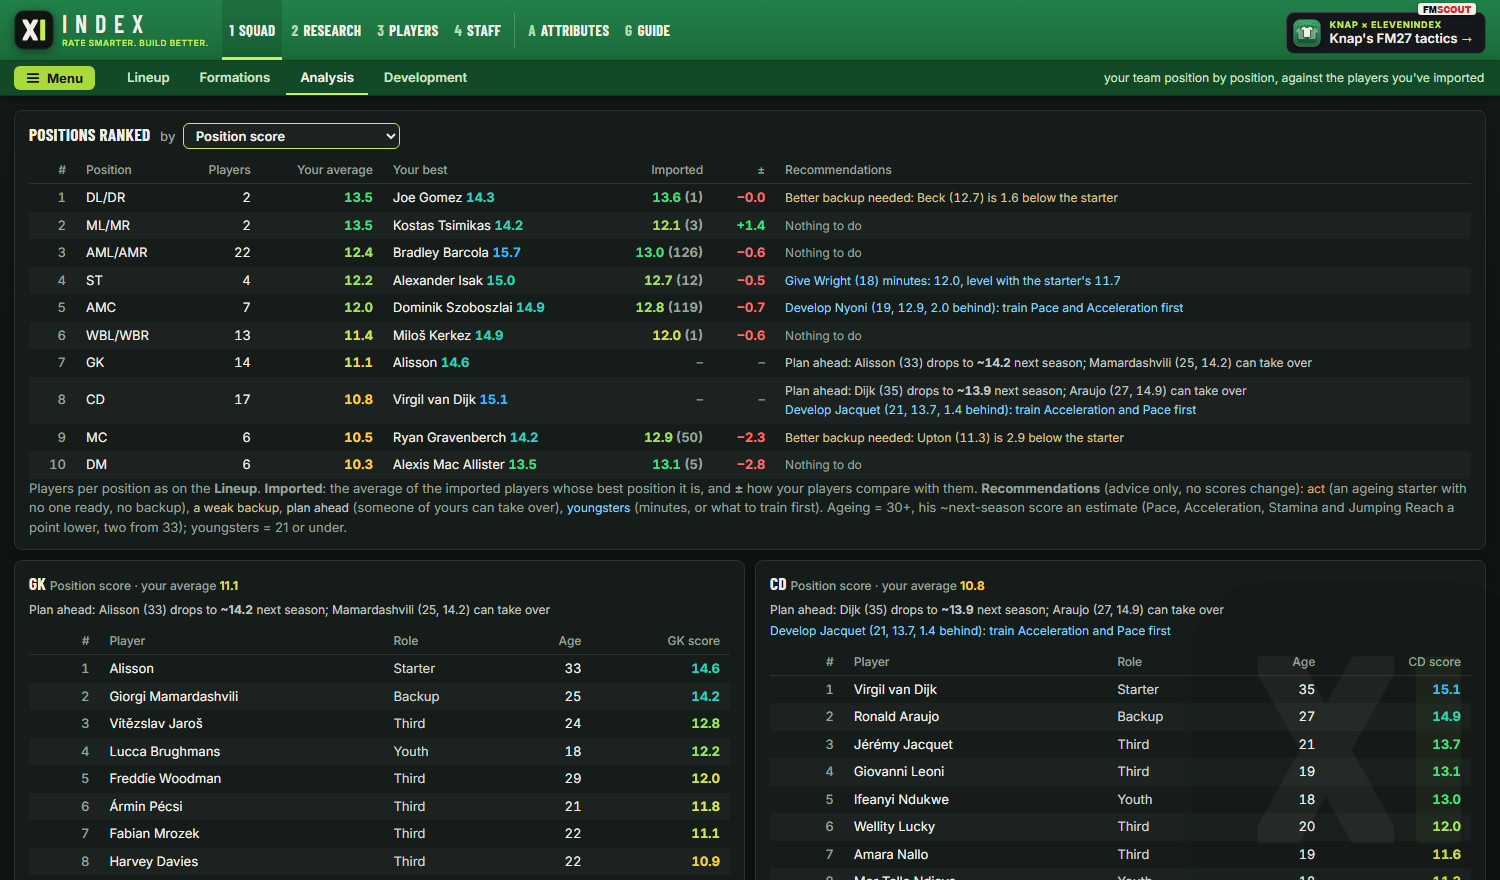 XI INDEX
RATE SMARTER. BUILD BETTER.
1 SQUAD 2 RESEARCH 3 PLAYERS 4 STAFF A ATTRIBUTES G GUIDE
FMSCOUT
KNAP × ELEVENINDEX
Knap's FM27 tactics →
Menu Lineup Formations Analysis Development your team position by position, against the players you've imported
POSITIONS RANKED by Position score
# Position Players Your average Your best Imported ± Recommendations
1 DL/DR 2 13.5 Joe Gomez 14.3 13.6 (1) −0.0 Better backup needed: Beck (12.7) is 1.6 below the starter
2 ML/MR 2 13.5 Kostas Tsimikas 14.2 12.1 (3) +1.4 Nothing to do
3 AML/AMR 22 12.4 Bradley Barcola 15.7 13.0 (126) −0.6 Nothing to do
4 ST 4 12.2 Alexander Isak 15.0 12.7 (12) −0.5 Give Wright (18) minutes: 12.0, level with the starter's 11.7
5 AMC 7 12.0 Dominik Szoboszlai 14.9 12.8 (119) −0.7 Develop Nyoni (19, 12.9, 2.0 behind): train Pace and Acceleration first
6 WBL/WBR 13 11.4 Miloš Kerkez 14.9 12.0 (1) −0.6 Nothing to do
7 GK 14 11.1 Alisson 14.6 – – Plan ahead: Alisson (33) drops to ~14.2 next season; Mamardashvili (25, 14.2) can take over
8 CD 17 10.8 Virgil van Dijk 15.1 – – Plan ahead: Dijk (35) drops to ~13.9 next season; Araujo (27, 14.9) can take over
Develop Jacquet (21, 13.7, 1.4 behind): train Acceleration and Pace first
9 MC 6 10.5 Ryan Gravenberch 14.2 12.9 (50) −2.3 Better backup needed: Upton (11.3) is 2.9 below the starter
10 DM 6 10.3 Alexis Mac Allister 13.5 13.1 (5) −2.8 Nothing to do
Players per position as on the Lineup. Imported: the average of the imported players whose best position it is, and ± how your players compare with them. Recommendations (advice only, no scores change): act (an ageing starter with
no one ready, no backup), a weak backup, plan ahead (someone of yours can take over), youngsters (minutes, or what to train first). Ageing = 30+, his ~next-season score an estimate (Pace, Acceleration, Stamina and Jumping Reach a
point lower, two from 33); youngsters = 21 or under.
GK Position score · your average 11.1
Plan ahead: Alisson (33) drops to ~14.2 next season; Mamardashvili (25, 14.2) can take over
# Player Role Age GK score
1 Alisson Starter 33 14.6
2 Giorgi Mamardashvili Backup 25 14.2
3 Vítězslav Jaroš Third 24 12.8
4 Lucca Brughmans Youth 18 12.2
5 Freddie Woodman Third 29 12.0
6 Ármin Pécsi Third 21 11.8
7 Fabian Mrozek Third 22 11.1
8 Harvey Davies Third 22 10.9
CD Position score · your average 10.8
Plan ahead: Dijk (35) drops to ~13.9 next season; Araujo (27, 14.9) can take over
Develop Jacquet (21, 13.7, 1.4 behind): train Acceleration and Pace first
# Player Role Age CD score
1 Virgil van Dijk Starter 35 15.1
2 Ronald Araujo Backup 27 14.9
3 Jérémy Jacquet Third 21 13.7
4 Giovanni Leoni Third 19 13.1
5 Ifeanyi Ndukwe Youth 18 13.0
6 Wellity Lucky Third 20 12.0
7 Amara Nallo Third 19 11.6